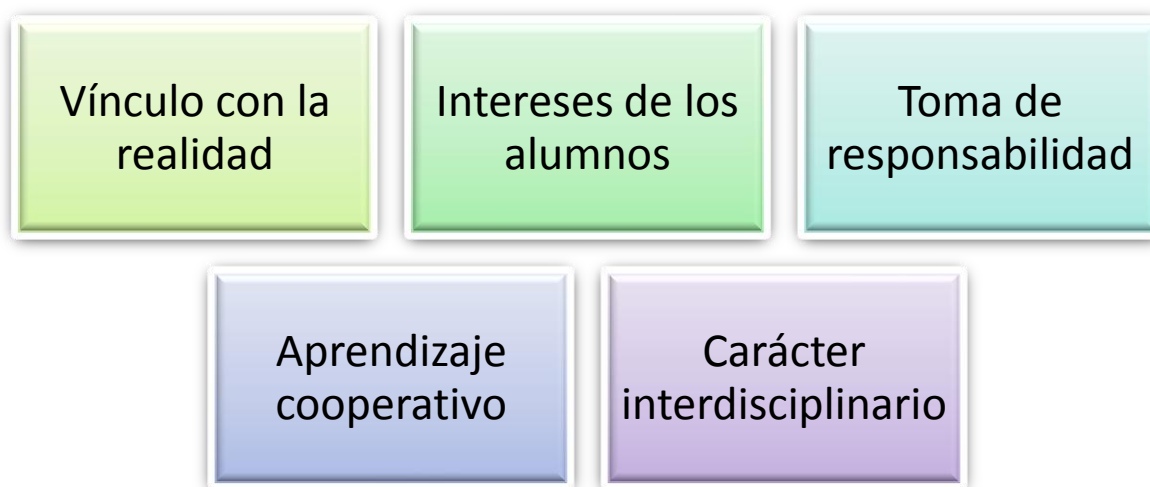 Vínculo con la
realidad
Intereses de los
alumnos
Toma de
responsabilidad
Aprendizaje
cooperativo
Carácter
interdisciplinario